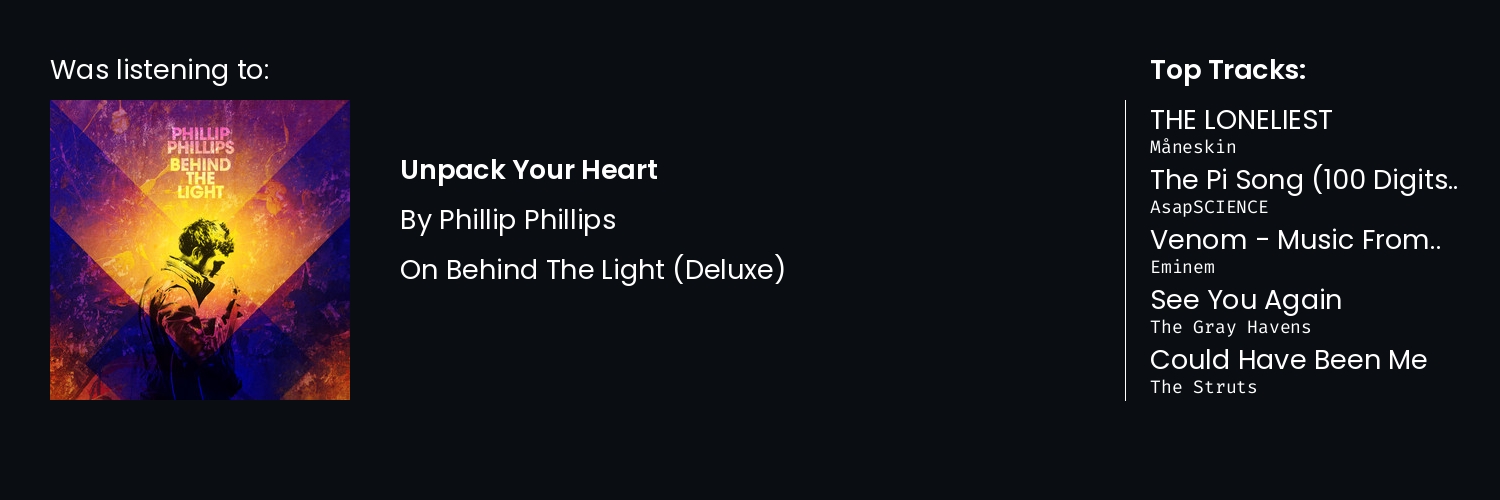 Was listening to:
PHILLIP
PHILLIPS
BEHIND
THE
LIGHT
Unpack Your Heart
By Phillip Phillips
On Behind The Light (Deluxe)
Top Tracks:
THE LONELIEST
Måneskin
The Pi Song (100 Digits..
AsapSCIENCE
Venom - Music From..
Eminem
See You Again
The Gray Havens
Could Have Been Me
The Struts